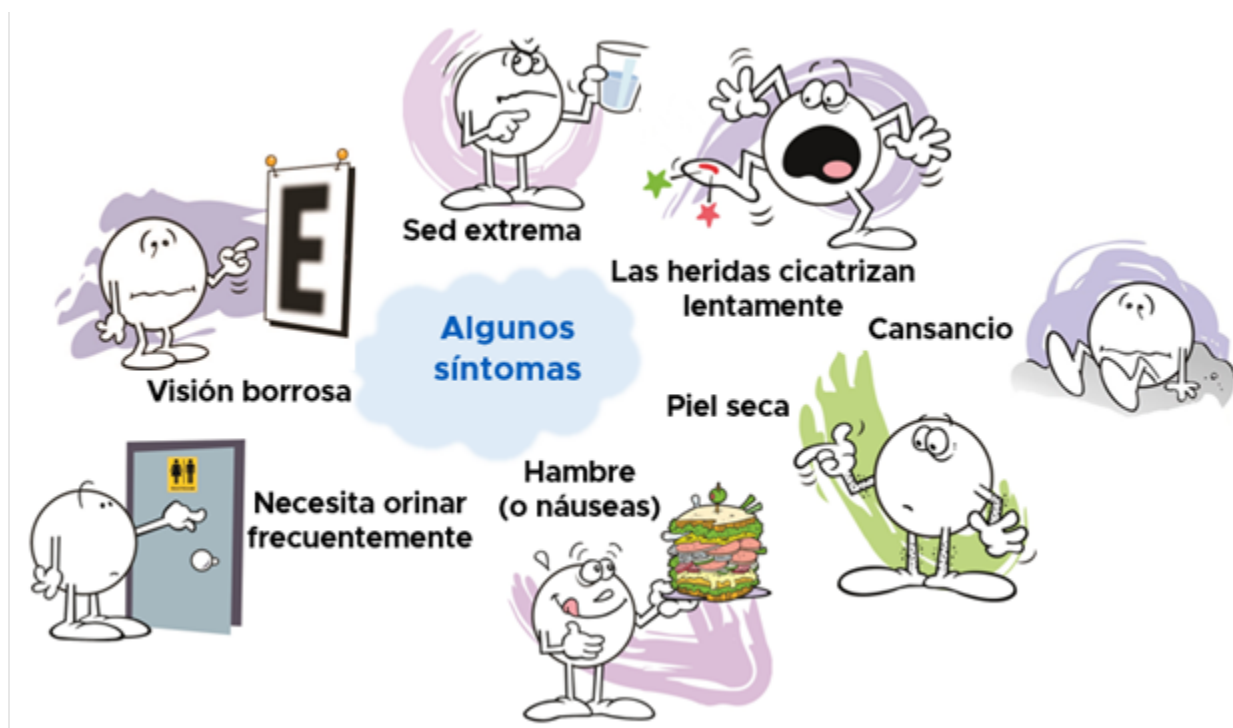 Sed extrema
Las heridas cicatrizan
lentamente
Algunos
síntomas
Cansancio
Visión borrosa
E
Piel seca
Hambre
(o náuseas)
Necesita orinar
frecuentemente